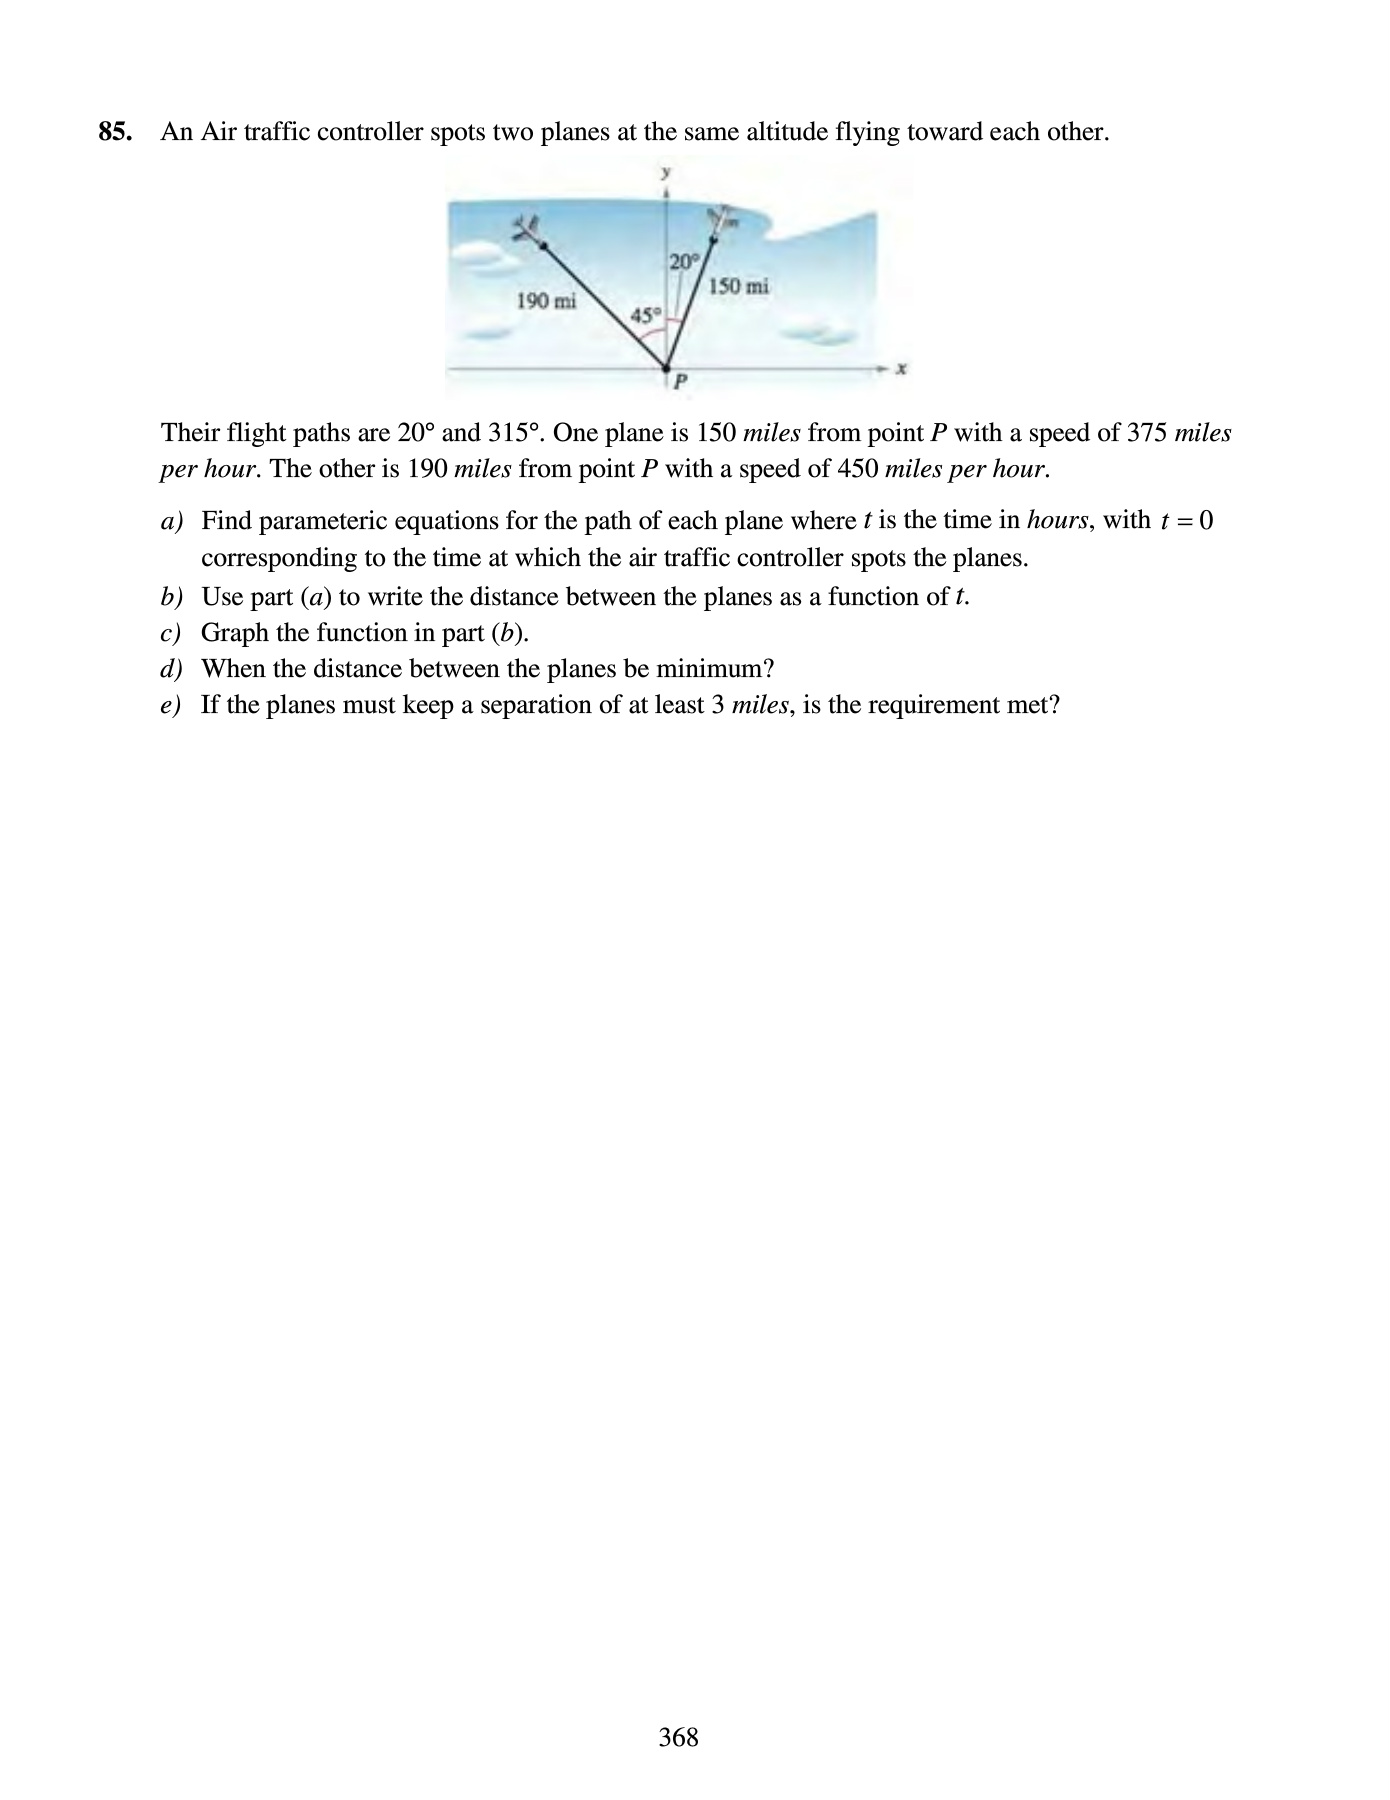 85. An Air traffic controller spots two planes at the same altitude flying toward each other.
y
20°
150 mi
190 mi
45°
x
P
Their flight paths are 20° and 315°. One plane is 150 miles from point P with a speed of 375 miles
per hour. The other is 190 miles from point P with a speed of 450 miles per hour.
a) Find parameteric equations for the path of each plane where t is the time in hours, with t = 0
corresponding to the time at which the air traffic controller spots the planes.
b) Use part (a) to write the distance between the planes as a function of t.
c) Graph the function in part (b).
d) When the distance between the planes be minimum?
e) If the planes must keep a separation of at least 3 miles, is the requirement met?
368